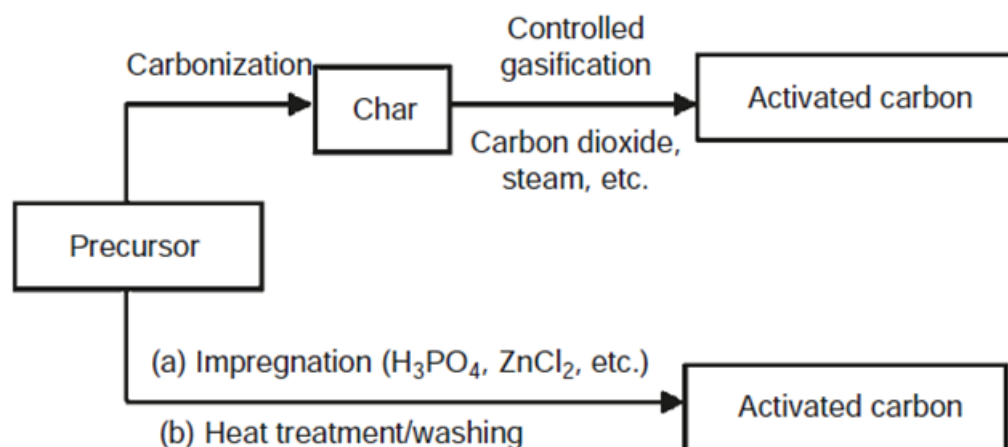 Carbonization
Char
Controlled
gasification
Carbon dioxide,
steam, etc.
Activated carbon
Precursor
(a) Impregnation (H₃PO₄, ZnCl₂, etc.)
(b) Heat treatment/washing
Activated carbon